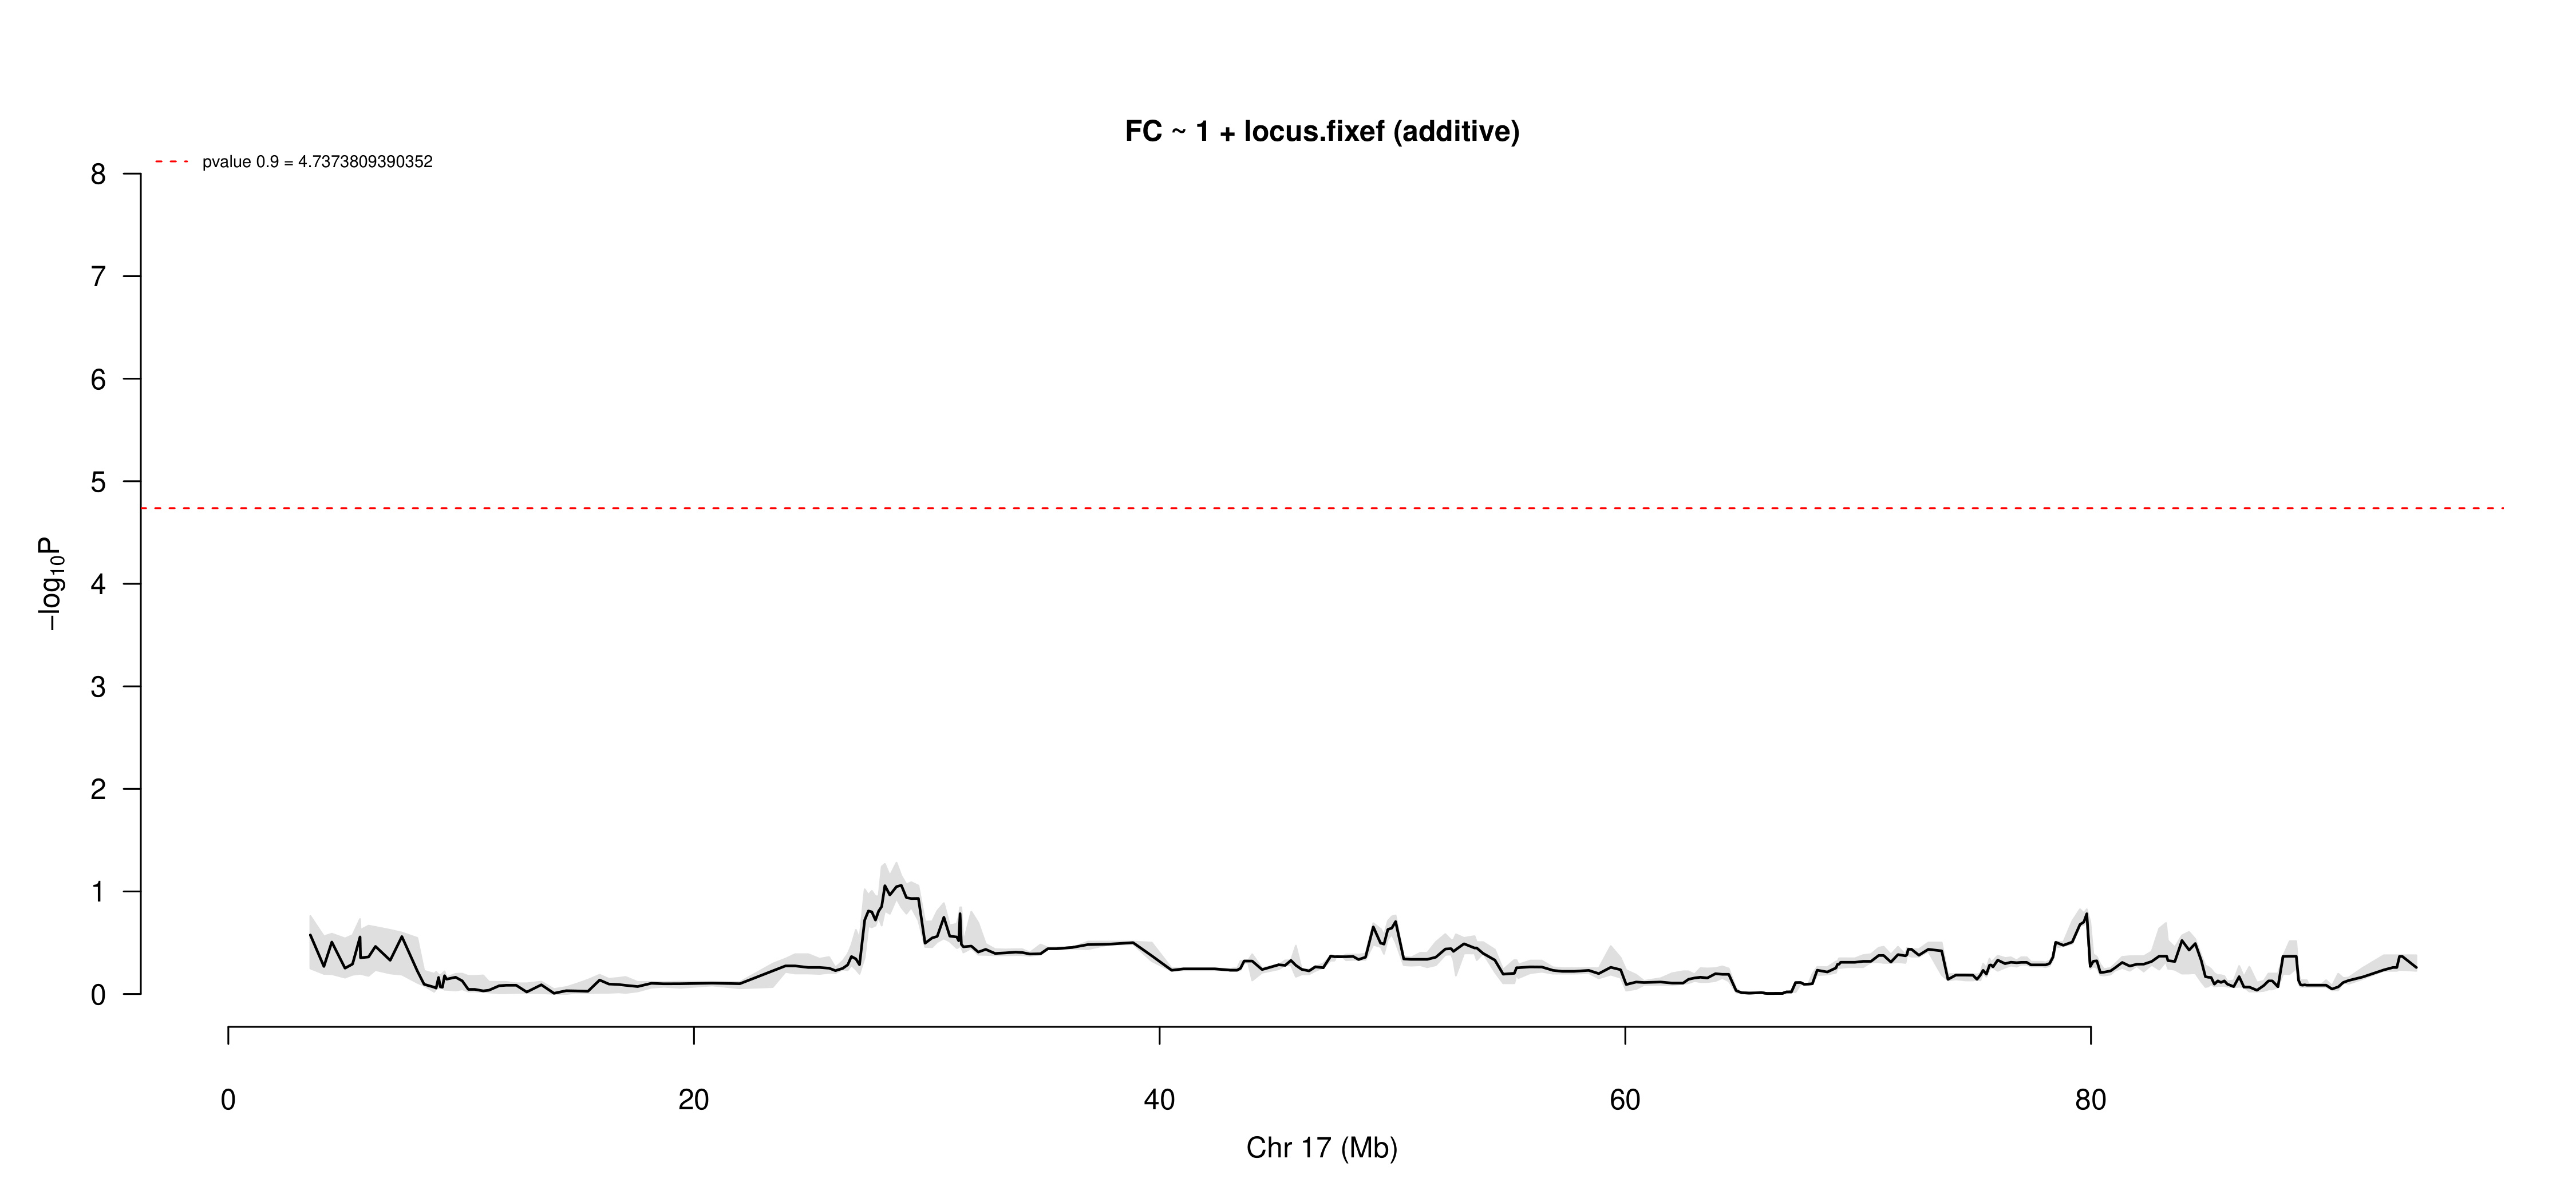 FC ~ 1 + locus.fixef (additive)
pvalue 0.9 = 4.7373809390352
8
7
6
5
4
3
2
1
0
−log10P
0 20 40 60 80
Chr 17 (Mb)